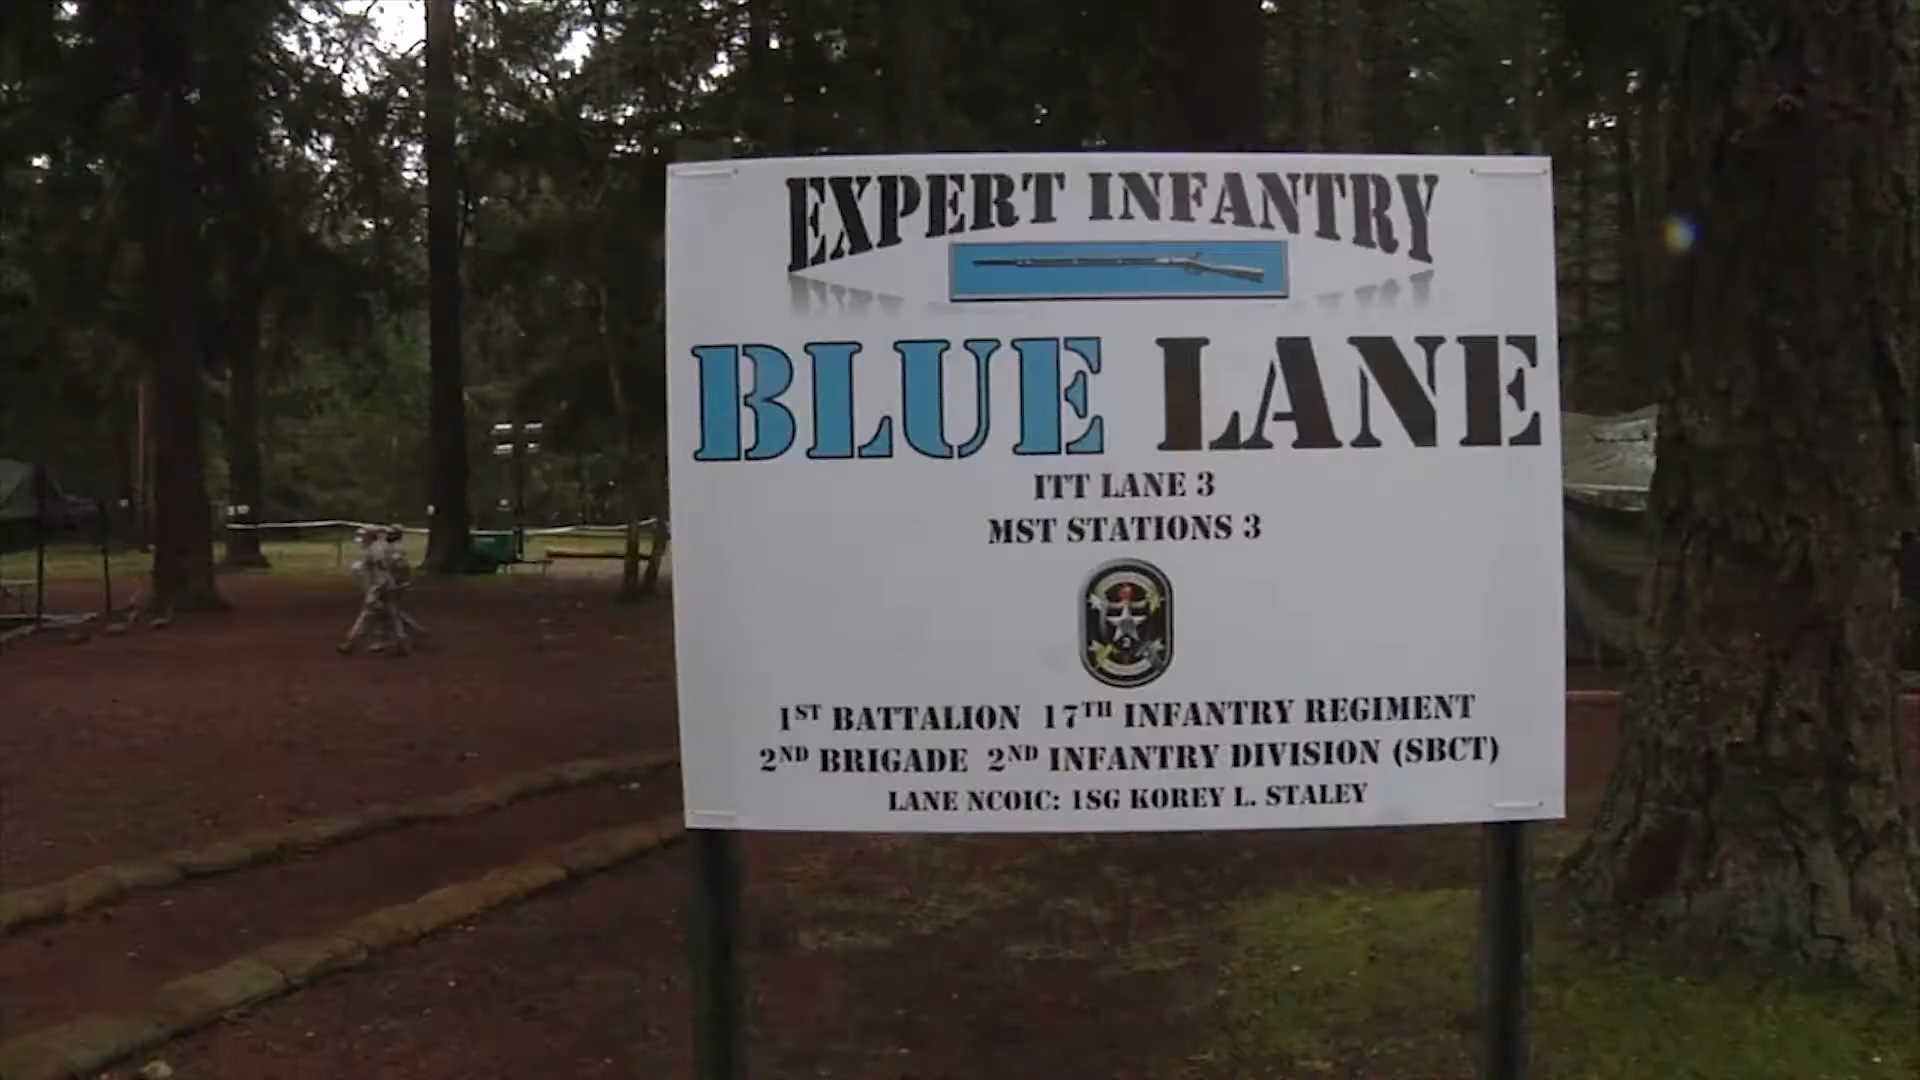 EXPERT INFANTRY
BLUE LANE
ITT LANE 3
MST STATIONS 3
1ST BATTALION 17TH INFANTRY REGIMENT
2ND BRIGADE 2ND INFANTRY DIVISION (SBCT)
LANE NCOIC: 1SG KOREY L. STALEY